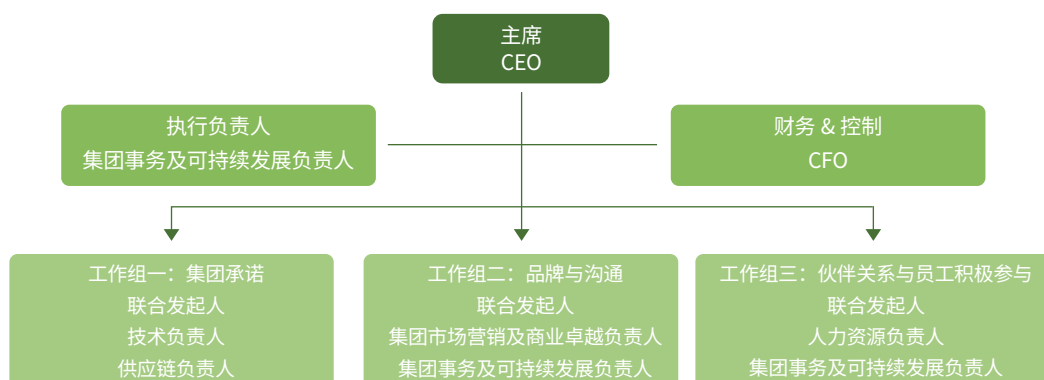 主席
CEO
执行负责人
集团事务及可持续发展负责人
财务 & 控制
CFO
工作组一：集团承诺
联合发起人
技术负责人
供应链负责人
工作组二：品牌与沟通
联合发起人
集团市场营销及商业卓越负责人
集团事务及可持续发展负责人
工作组三：伙伴关系与员工积极参与
联合发起人
人力资源负责人
集团事务及可持续发展负责人